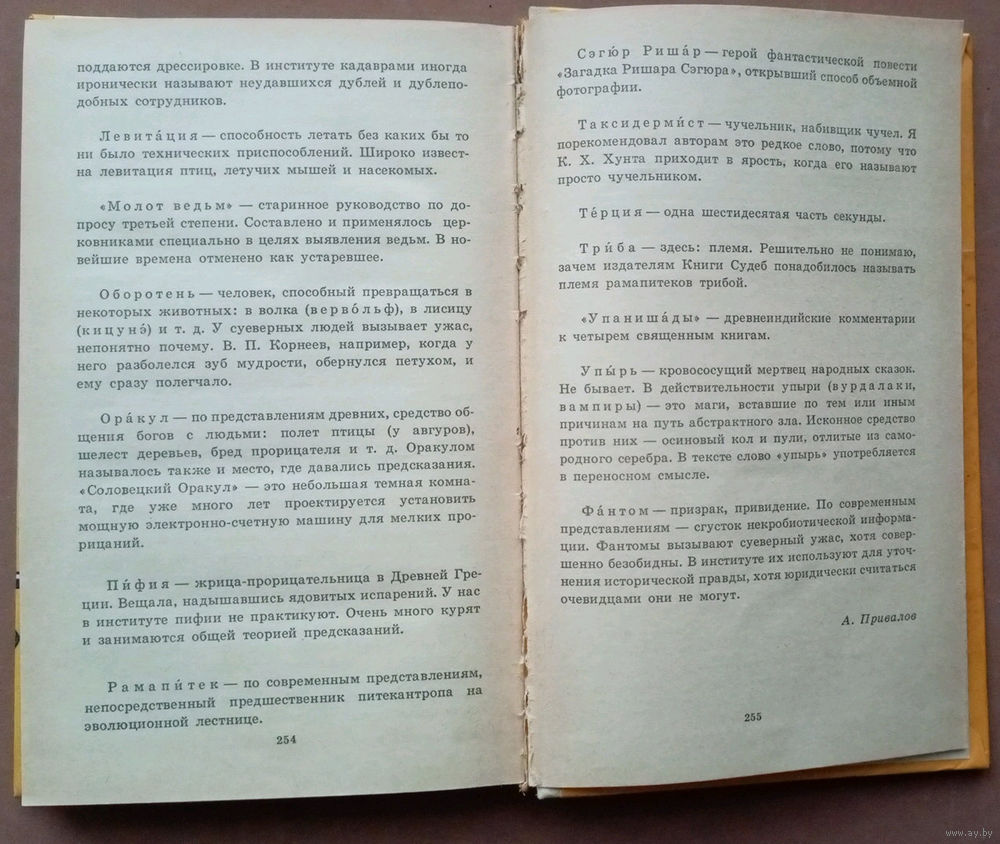 поддаются дрессировке. В институте кадаврами иногда
иронически называют неудавшихся дублей и дублепо-
добных сотрудников.
Левита́ция — способность летать без каких бы то
ни было технических приспособлений. Широко извест-
на левитация птиц, летучих мышей и насекомых.
«Молот ведьм» — старинное руководство по до-
просу третьей степени. Составлено и применялось цер-
ковниками специально в целях выявления ведьм. В но-
вейшие времена отменено как устаревшее.
Оборотень — человек, способный превращаться в
некоторых животных: в волка (верво́льф), в лисицу
(кицунэ́) и т. д. У суеверных людей вызывает ужас,
непонятно почему. В. П. Корнеев, например, когда у
него разболелся зуб мудрости, обернулся петухом, и
ему сразу полегчало.
Ора́кул — по представлениям древних, средство об-
щения богов с людьми: полет птицы (у авгуров),
шелест деревьев, бред прорицателя и т. д. Оракулом
называлось также и место, где давались предсказания.
«Соловецкий Оракул» — это небольшая темная комна-
та, где уже много лет проектируется установить
мощную электронно-счетную машину для мелких про-
рицаний.
Пи́фия — жрица-прорицательница в Древней Гре-
ции. Вещала, надышавшись ядовитых испарений. У нас
в институте пифии не практикуют. Очень много курят
и занимаются общей теорией предсказаний.
Рамапи́тек — по современным представлениям,
непосредственный предшественник питекантропа на
эволюционной лестнице.
254
Сэгю́р Риша́р — герой фантастической повести
«Загадка Ришара Сэгюра», открывший способ объемной
фотографии.
Таксидерми́ст — чучельник, набивщик чучел. Я
порекомендовал авторам это редкое слово, потому что
К. Х. Хунта приходит в ярость, когда его называют
просто чучельником.
Те́рция — одна шестидесятая часть секунды.
Три́ба — здесь: племя. Решительно не понимаю,
зачем издателям Книги Судеб понадобилось называть
племя рамапитеков трибой.
«Упаниша́ды» — древнеиндийские комментарии
к четырем священным книгам.
Упы́рь — кровососущий мертвец народных сказок.
Не бывает. В действительности упыри (вурдалаки,
вампиры) — это маги, вставшие по тем или иным
причинам на путь абстрактного зла. Исконное средство
против них — осиновый кол и пули, отлитые из само-
родного серебра. В тексте слово «упырь» употребляется
в переносном смысле.
Фа́нтом — призрак, привидение. По современным
представлениям — сгусток некробиотической информа-
ции. Фантомы вызывают суеверный ужас, хотя совер-
шенно безобидны. В институте их используют для уточ-
нения исторической правды, хотя юридически считаться
очевидцами они не могут.
А. Привалов
255
www.ay.by